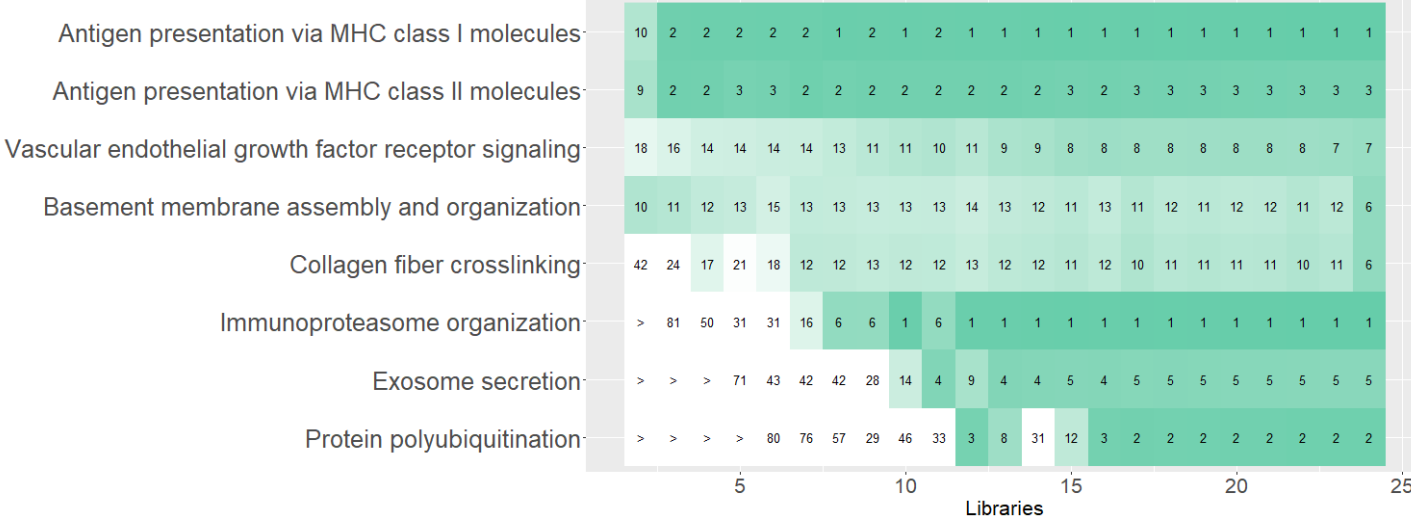 Antigen presentation via MHC class I molecules 10 2 2 2 2 2 1 2 1 2 1 1 1 1 1 1 1 1 1 1 1 1 1
Antigen presentation via MHC class II molecules 9 2 2 3 3 2 2 2 2 2 2 2 2 3 2 3 3 3 3 3 3 3 3
Vascular endothelial growth factor receptor signaling 18 16 14 14 14 14 13 11 11 10 11 9 9 8 8 8 8 8 8 8 8 7 7
Basement membrane assembly and organization 10 11 12 13 15 13 13 13 13 13 14 13 12 11 13 11 12 11 12 12 11 12 6
Collagen fiber crosslinking 42 24 17 21 18 12 12 13 12 12 13 12 12 11 12 10 11 11 11 11 10 11 6
Immunoproteasome organization > 81 50 31 31 16 6 6 1 6 1 1 1 1 1 1 1 1 1 1 1 1 1
Exosome secretion > > > 71 43 42 42 28 14 4 9 4 4 5 4 5 5 5 5 5 5 5 5
Protein polyubiquitination > > > > 80 76 57 29 46 33 3 8 31 12 3 2 2 2 2 2 2 2 2
5 10 15 20 25
Libraries